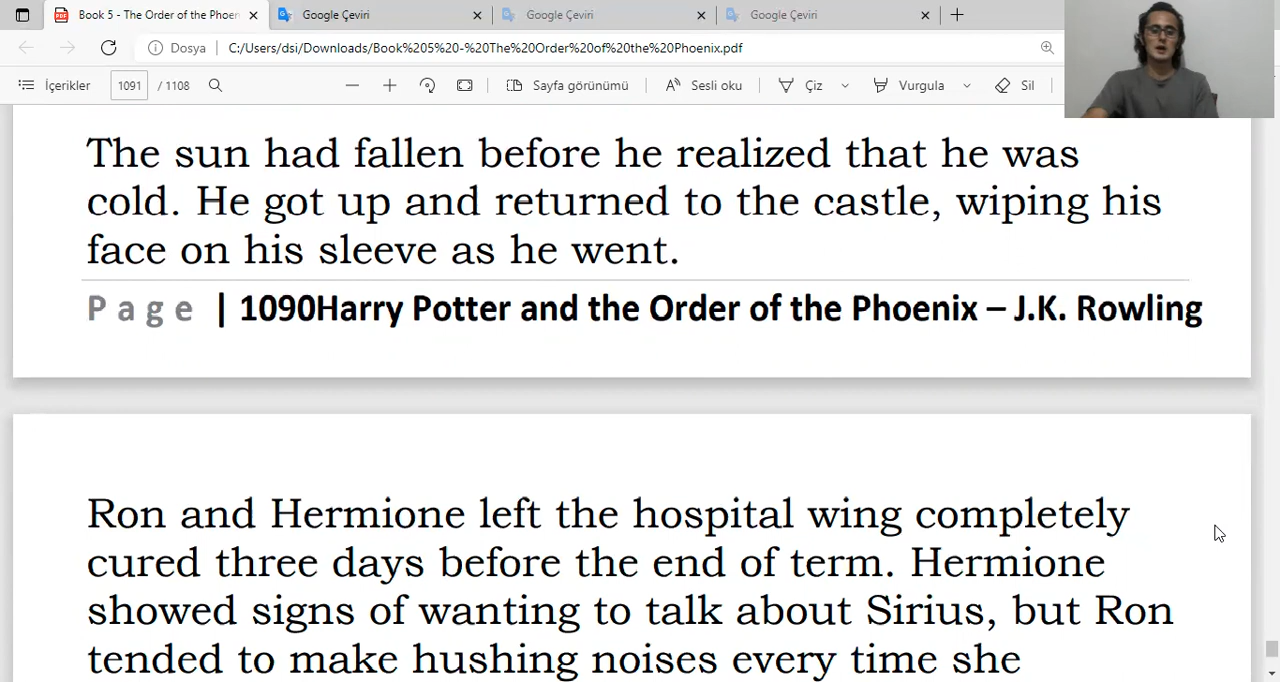 Book 5 - The Order of the Phoen
Google Çeviri
Google Çeviri
Google Çeviri
Dosya
C:/Users/dsi/Downloads/Book%205%20-%20The%20Order%20of%20the%20Phoenix.pdf
İçerikler
1091 / 1108
Sayfa görünümü
Sesli oku
Çiz
Vurgula
Sil
The sun had fallen before he realized that he was
cold. He got up and returned to the castle, wiping his
face on his sleeve as he went.
Page | 1090Harry Potter and the Order of the Phoenix – J.K. Rowling
Ron and Hermione left the hospital wing completely
cured three days before the end of term. Hermione
showed signs of wanting to talk about Sirius, but Ron
tended to make hushing noises every time she